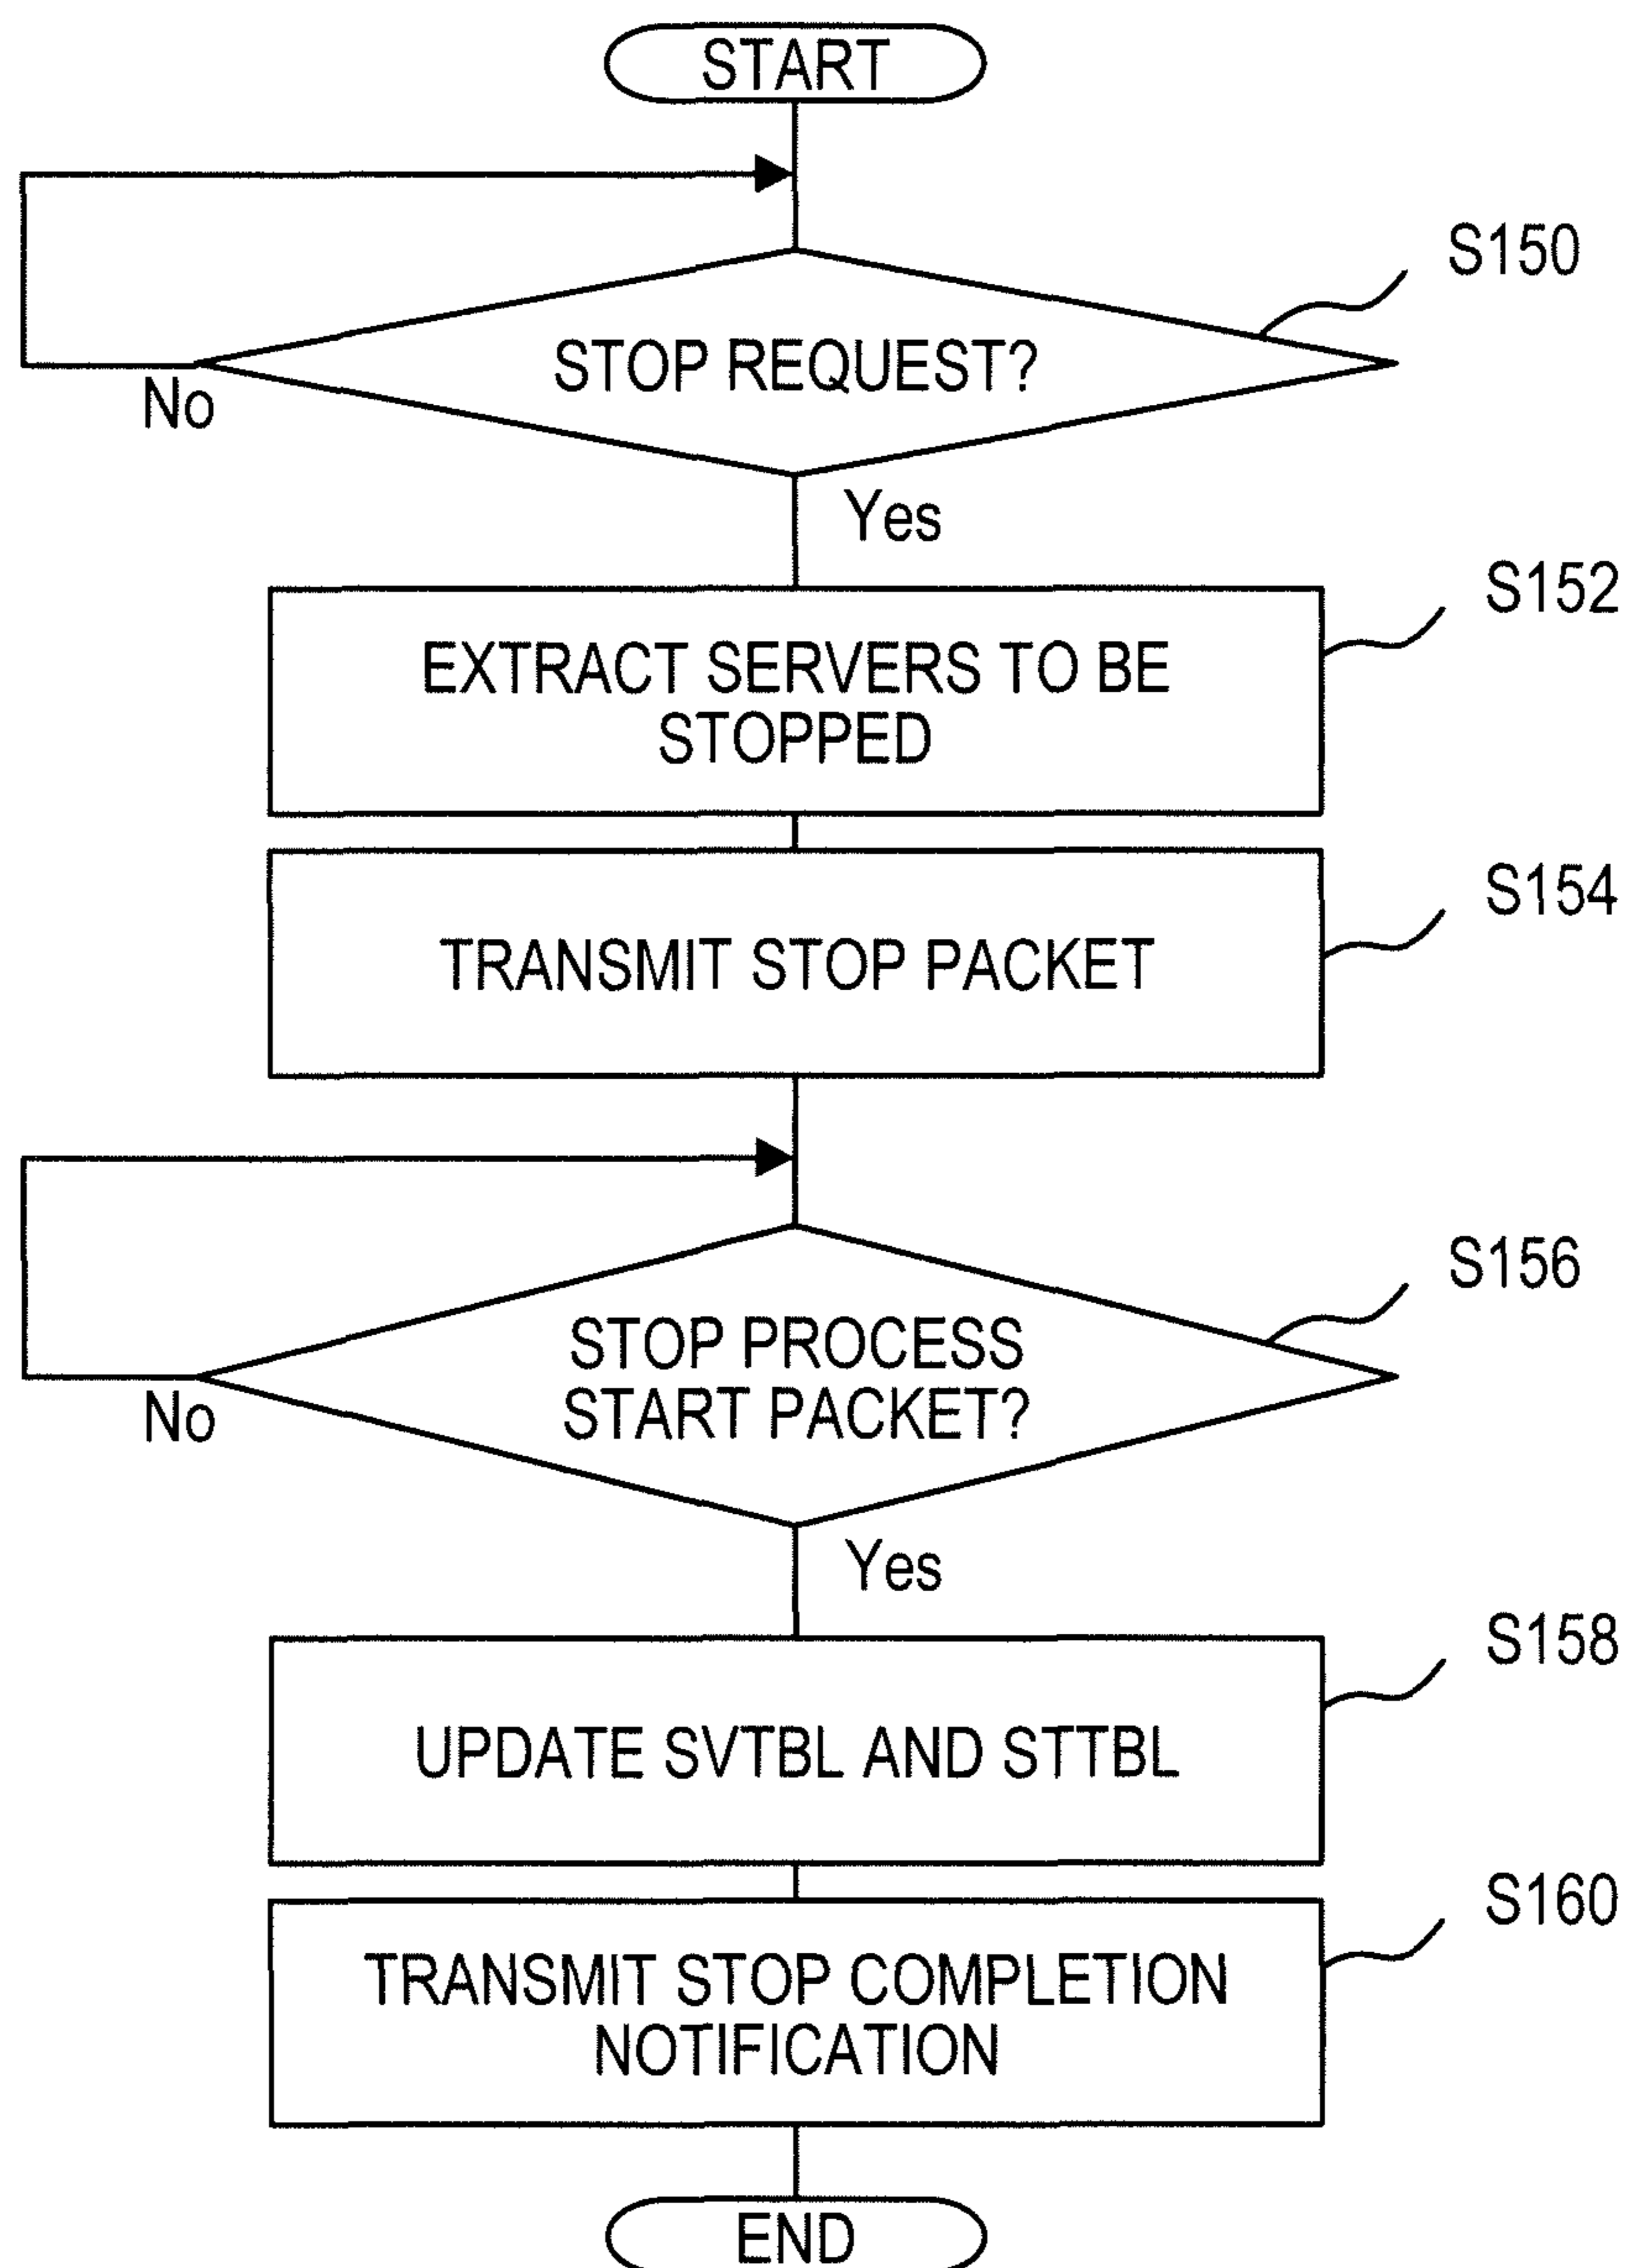 START
S150
STOP REQUEST?
No
Yes
S152
EXTRACT SERVERS TO BE
STOPPED
S154
TRANSMIT STOP PACKET
S156
STOP PROCESS
START PACKET?
No
Yes
S158
UPDATE SVTBL AND STTBL
S160
TRANSMIT STOP COMPLETION
NOTIFICATION
END